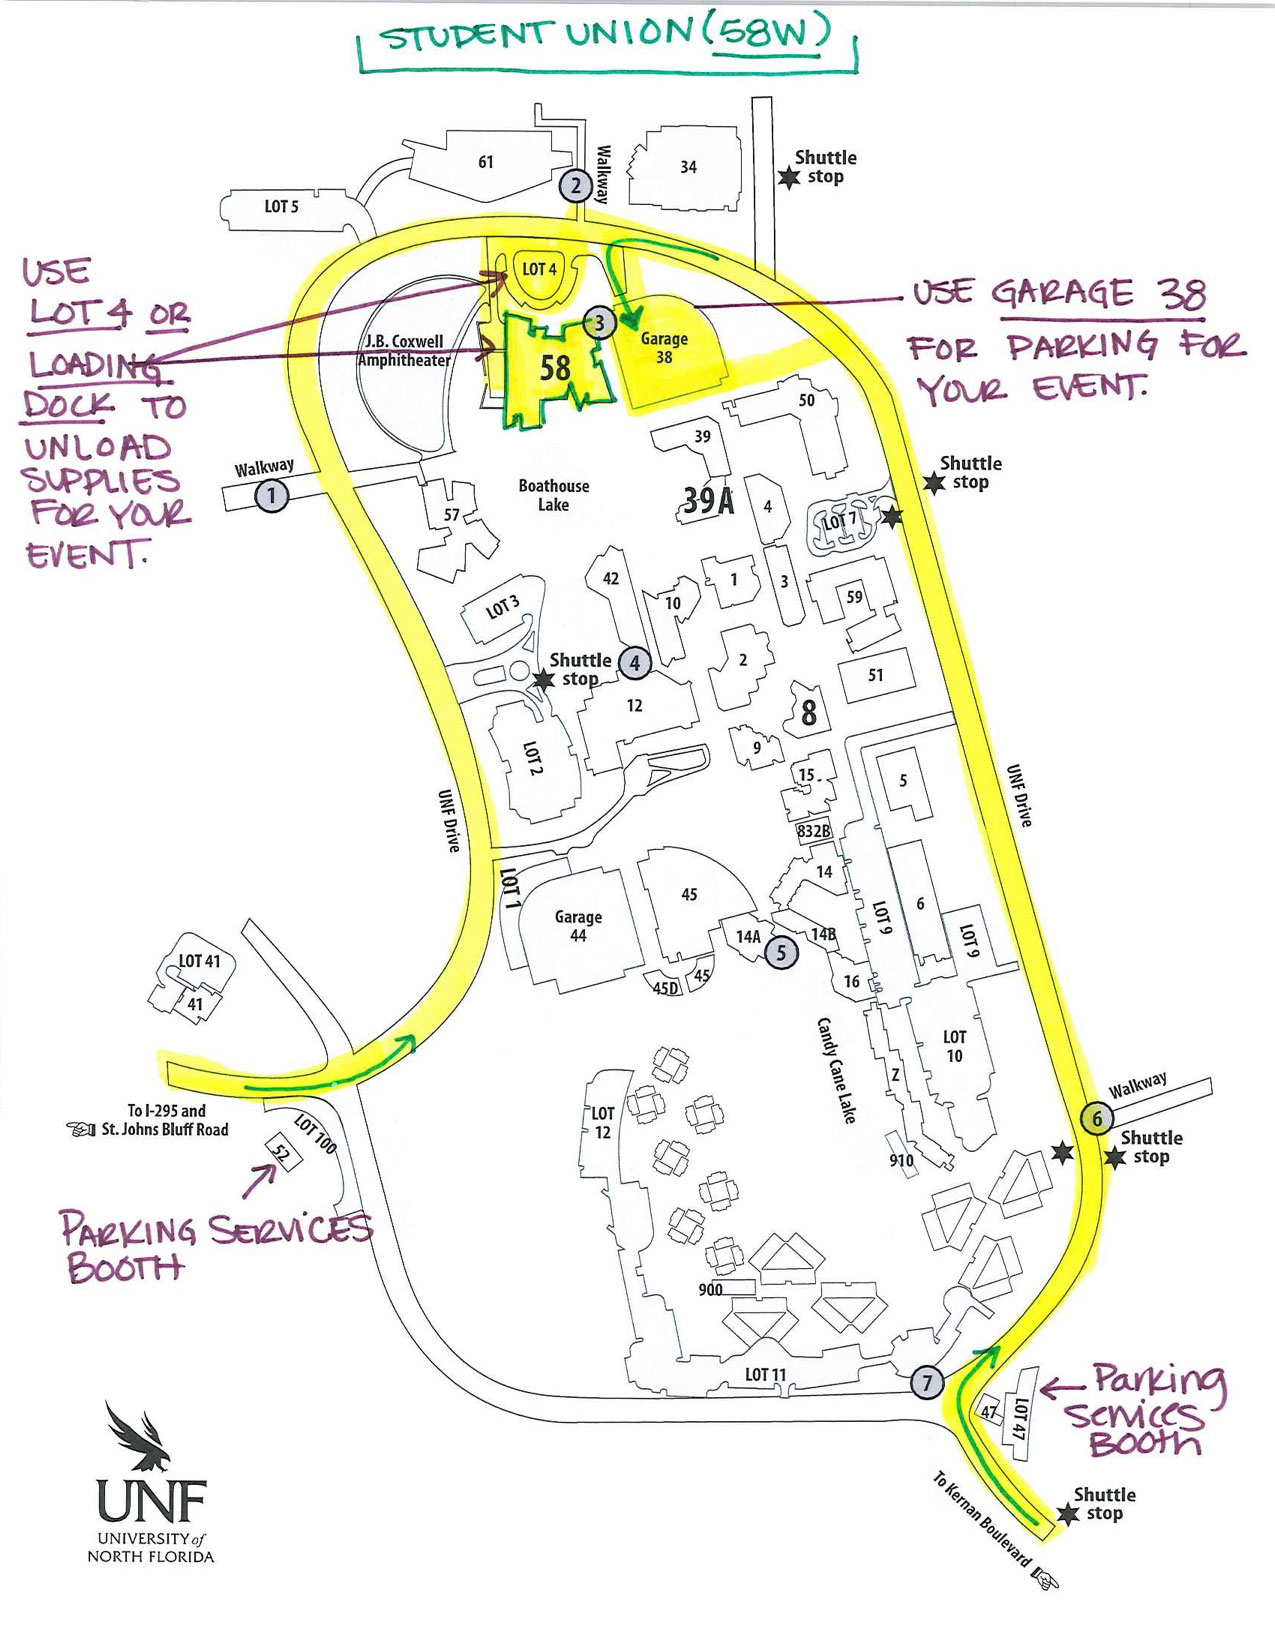 STUDENT UNION (58W)
61
Walkway
34
Shuttle
stop
2
LOT 5
LOT 4
USE
LOT 4 OR
LOADING
DOCK TO
UNLOAD
SUPPLIES
FOR YOUR
EVENT.
USE GARAGE 38
FOR PARKING FOR
YOUR EVENT.
3
J.B. Coxwell
Amphitheater
58
Garage
38
50
39
Walkway
1
Boathouse
Lake
39A
4
Shuttle
stop
LOT 7
57
42
1
3
10
59
LOT 3
Shuttle
stop
4
2
51
12
8
9
LOT 2
15
5
UNF Drive
UNF Drive
832B
14
LOT 1
45
6
LOT 9
Garage
44
14A
14B
LOT 9
5
LOT 41
41
45D
45
16
Candy Cane Lake
LOT
10
Z
To I-295 and
St. Johns Bluff Road
LOT 100
52
LOT
12
Walkway
6
Shuttle
stop
910
PARKING SERVICES
BOOTH
900
LOT 11
7
47
LOT 47
Parking
Services
Booth
To Kernan Boulevard
Shuttle
stop
UNF
UNIVERSITY of
NORTH FLORIDA